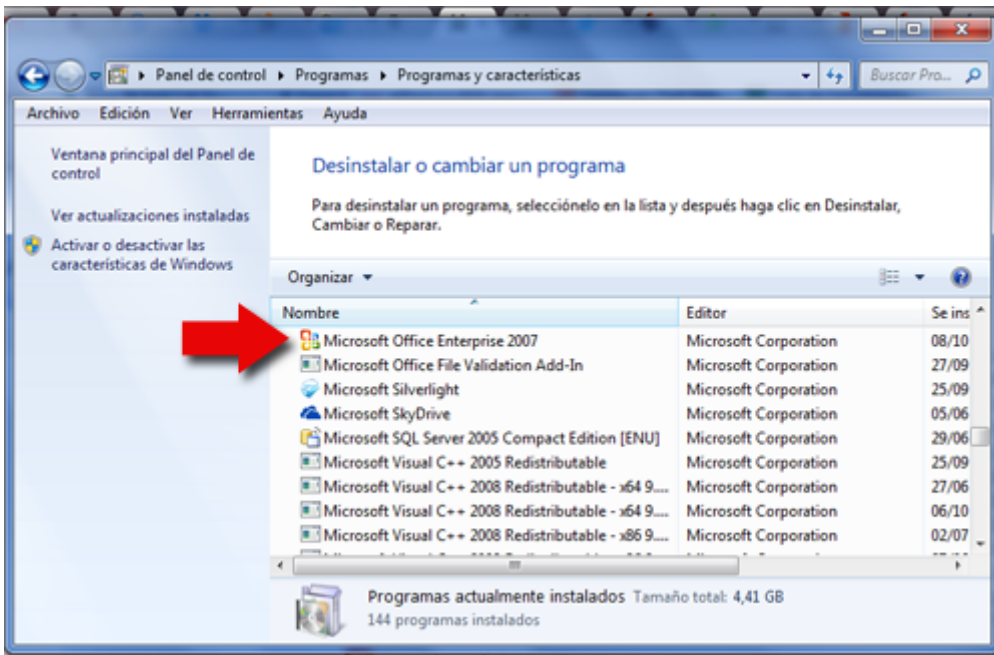 Panel de control
Programas
Programas y características
Buscar Pro...
Archivo Edición Ver Herramientas Ayuda
Ventana principal del Panel de
control
Ver actualizaciones instaladas
Activar o desactivar las
características de Windows
Desinstalar o cambiar un programa
Para desinstalar un programa, selecciónelo en la lista y después haga clic en Desinstalar,
Cambiar o Reparar.
Organizar
Nombre Editor Se ins
Microsoft Office Enterprise 2007 Microsoft Corporation 08/10
Microsoft Office File Validation Add-In Microsoft Corporation 27/09
Microsoft Silverlight Microsoft Corporation 25/09
Microsoft SkyDrive Microsoft Corporation 05/06
Microsoft SQL Server 2005 Compact Edition [ENU] Microsoft Corporation 29/06
Microsoft Visual C++ 2005 Redistributable Microsoft Corporation 25/09
Microsoft Visual C++ 2008 Redistributable - x64 9.... Microsoft Corporation 27/06
Microsoft Visual C++ 2008 Redistributable - x64 9.... Microsoft Corporation 06/10
Microsoft Visual C++ 2008 Redistributable - x86 9.... Microsoft Corporation 02/07
Programas actualmente instalados Tamaño total: 4,41 GB
144 programas instalados